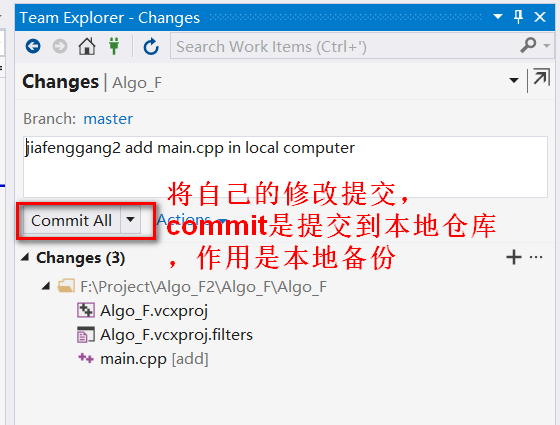 Team Explorer - Changes
Search Work Items (Ctrl+')
Changes | Algo_F
Branch: master
jiafenggang2 add main.cpp in local computer
将自己的修改提交，
Commit All Actions commit是提交到本地仓库
，作用是本地备份
Changes (3)
F:\Project\Algo_F2\Algo_F\Algo_F
Algo_F.vcxproj
Algo_F.vcxproj.filters
main.cpp [add]